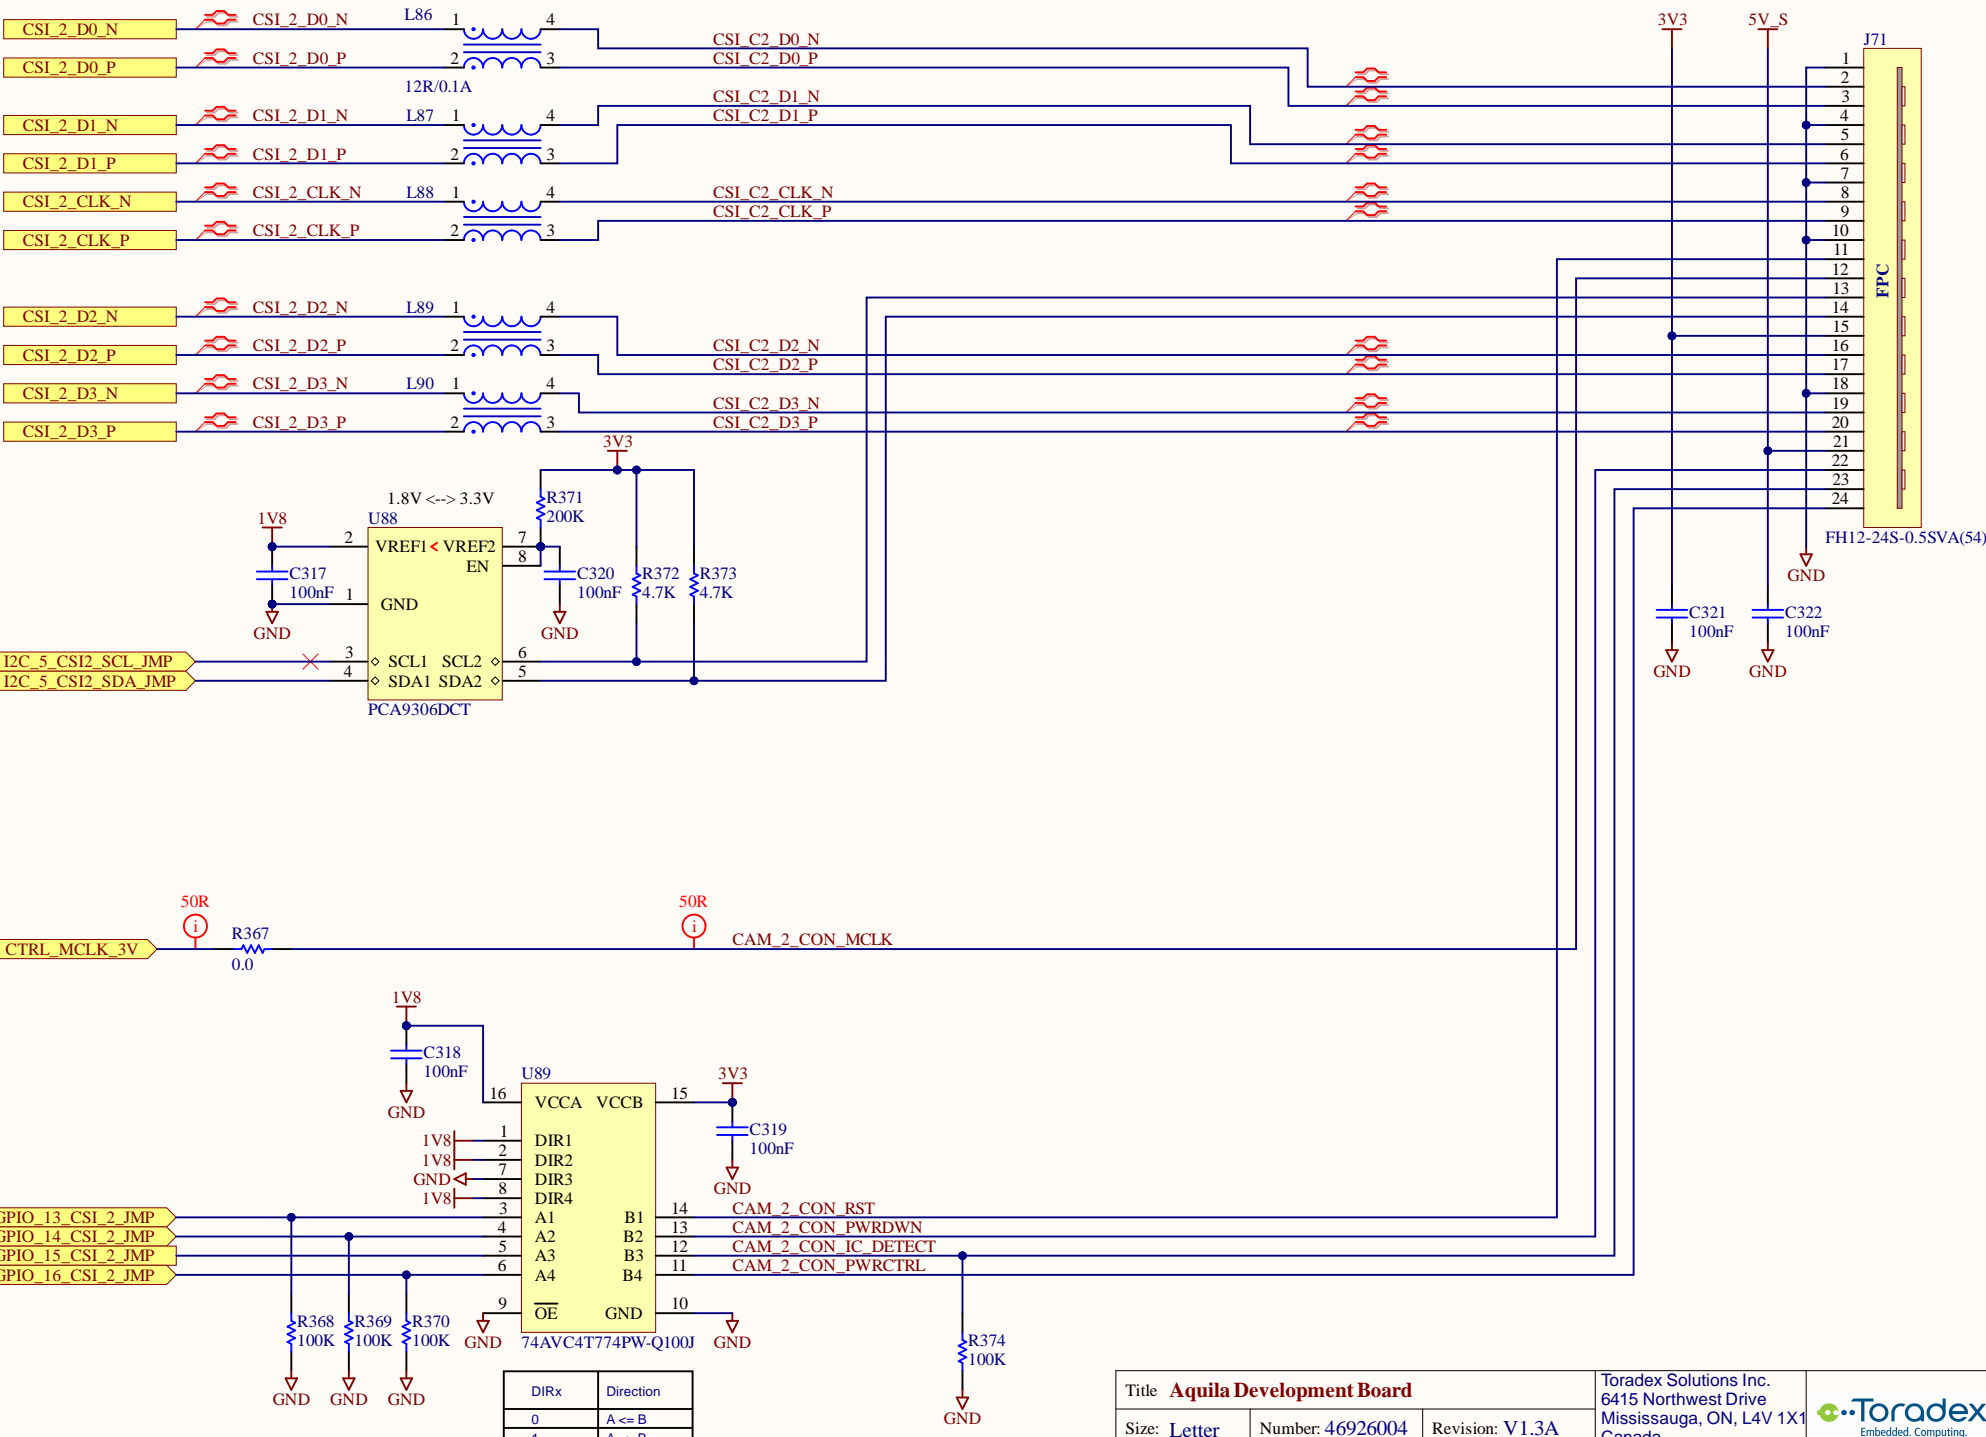 CSI_2_D0_N
CSI_2_D0_N
L86
1
4
CSI_C2_D0_N
CSI_2_D0_P
CSI_2_D0_P
2
3
CSI_C2_D0_P
12R/0.1A
CSI_2_D1_N
CSI_2_D1_N
L87
1
4
CSI_C2_D1_N
CSI_2_D1_P
CSI_2_D1_P
2
3
CSI_C2_D1_P
CSI_2_CLK_N
CSI_2_CLK_N
L88
1
4
CSI_C2_CLK_N
CSI_2_CLK_P
CSI_2_CLK_P
2
3
CSI_C2_CLK_P
CSI_2_D2_N
CSI_2_D2_N
L89
1
4
CSI_C2_D2_N
CSI_2_D2_P
CSI_2_D2_P
2
3
CSI_C2_D2_P
CSI_2_D3_N
CSI_2_D3_N
L90
1
4
CSI_C2_D3_N
CSI_2_D3_P
CSI_2_D3_P
2
3
CSI_C2_D3_P
3V3
5V_S
J71
1
2
3
4
5
6
7
8
9
10
11
12
13
14
15
16
17
18
19
20
21
22
23
24
FPC
FH12-24S-0.5SVA(54)
GND
C321
100nF
GND
C322
100nF
GND
3V3
1.8V <--> 3.3V
U88
R371
200K
1V8
2
VREF1 < VREF2
7
EN
8
C317
100nF
1
GND
GND
C320
100nF
GND
R372
4.7K
R373
4.7K
I2C_5_CSI2_SCL_JMP
3
SCL1 SCL2
6
I2C_5_CSI2_SDA_JMP
4
SDA1 SDA2
5
PCA9306DCT
50R
i
50R
i
CTRL_MCLK_3V
R367
0.0
CAM_2_CON_MCLK
1V8
C318
100nF
GND
U89
3V3
16
VCCA VCCB
15
C319
100nF
GND
1V8
1
DIR1
1V8
2
DIR2
GND
7
DIR3
1V8
8
DIR4
GPIO_13_CSI_2_JMP
3
A1
B1
14
CAM_2_CON_RST
GPIO_14_CSI_2_JMP
4
A2
B2
13
CAM_2_CON_PWRDWN
GPIO_15_CSI_2_JMP
5
A3
B3
12
CAM_2_CON_IC_DETECT
GPIO_16_CSI_2_JMP
6
A4
B4
11
CAM_2_CON_PWRCTRL
9
OE
GND
10
GND
GND
74AVC4T774PW-Q100J
R368
100K
GND
R369
100K
GND
R370
100K
GND
R374
100K
GND
DIRx Direction
0 A <= B
Title Aquila Development Board
Size: Letter
Number: 46926004
Revision: V1.3A
Toradex Solutions Inc.
6415 Northwest Drive
Mississauga, ON, L4V 1X1
Canada
Toradex
Embedded. Computing.